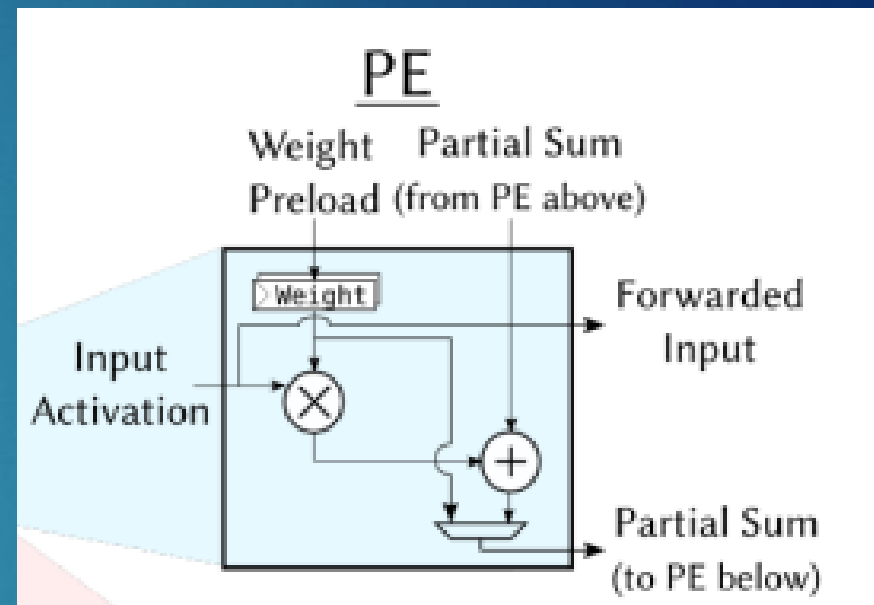 PE
Weight Partial Sum
Preload (from PE above)
Weight
Forwarded
Input
Input
Activation
Partial Sum
(to PE below)